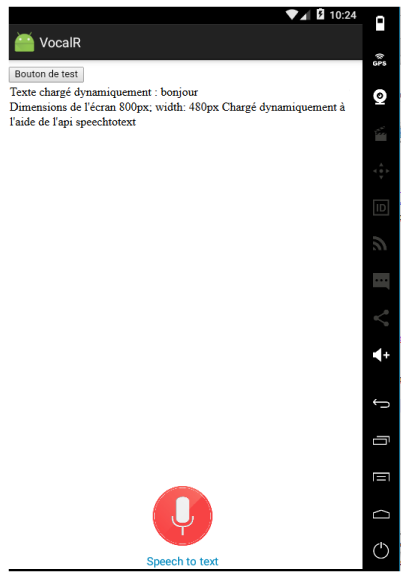 10:24
VocalR
GPS
Bouton de test
Texte chargé dynamiquement : bonjour
Dimensions de l'écran 800px; width: 480px Chargé dynamiquement à
l'aide de l'api speechtotext
ID
Speech to text